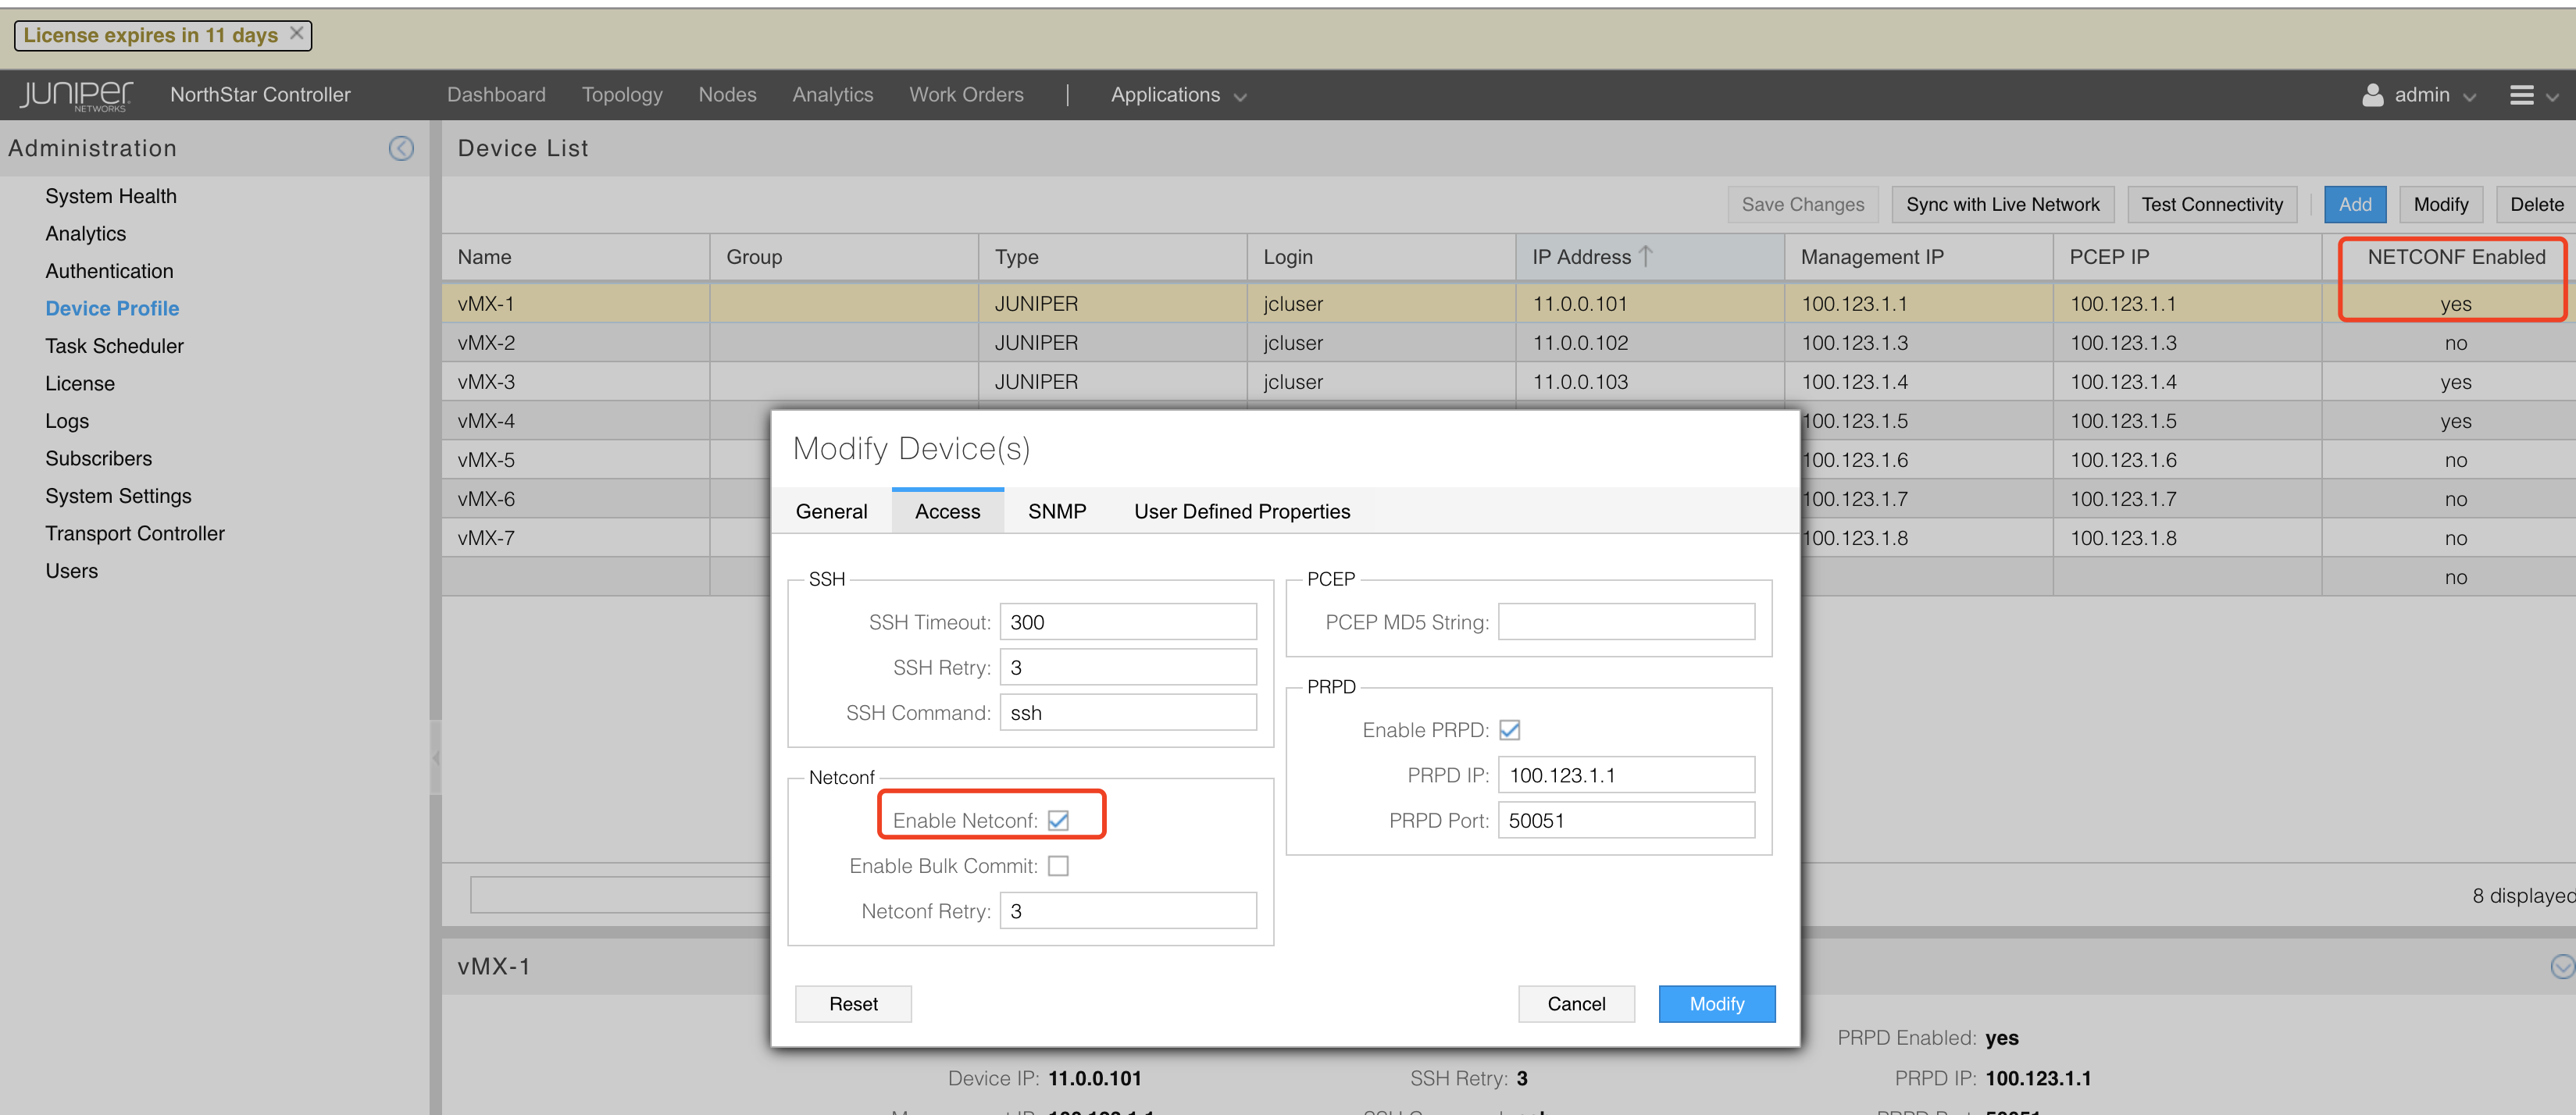 License expires in 11 days
JUNIPER NETWORKS NorthStar Controller Dashboard Topology Nodes Analytics Work Orders | Applications admin
Administration
System Health
Analytics
Authentication
Device Profile
Task Scheduler
License
Logs
Subscribers
System Settings
Transport Controller
Users
Device List
Save Changes Sync with Live Network Test Connectivity Add Modify Delete
Name Group Type Login IP Address Management IP PCEP IP NETCONF Enabled
vMX-1 JUNIPER jcluser 11.0.0.101 100.123.1.1 100.123.1.1 yes
vMX-2 JUNIPER jcluser 11.0.0.102 100.123.1.3 100.123.1.3 no
vMX-3 JUNIPER jcluser 11.0.0.103 100.123.1.4 100.123.1.4 yes
vMX-4 100.123.1.5 100.123.1.5 yes
vMX-5 100.123.1.6 100.123.1.6 no
vMX-6 100.123.1.7 100.123.1.7 no
vMX-7 100.123.1.8 100.123.1.8 no
no
8 displayed
Modify Device(s)
General Access SNMP User Defined Properties
SSH
SSH Timeout: 300
SSH Retry: 3
SSH Command: ssh
Netconf
Enable Netconf:
Enable Bulk Commit:
Netconf Retry: 3
PCEP
PCEP MD5 String:
PRPD
Enable PRPD:
PRPD IP: 100.123.1.1
PRPD Port: 50051
Reset Cancel Modify
vMX-1
PRPD Enabled: yes
Device IP: 11.0.0.101 SSH Retry: 3 PRPD IP: 100.123.1.1